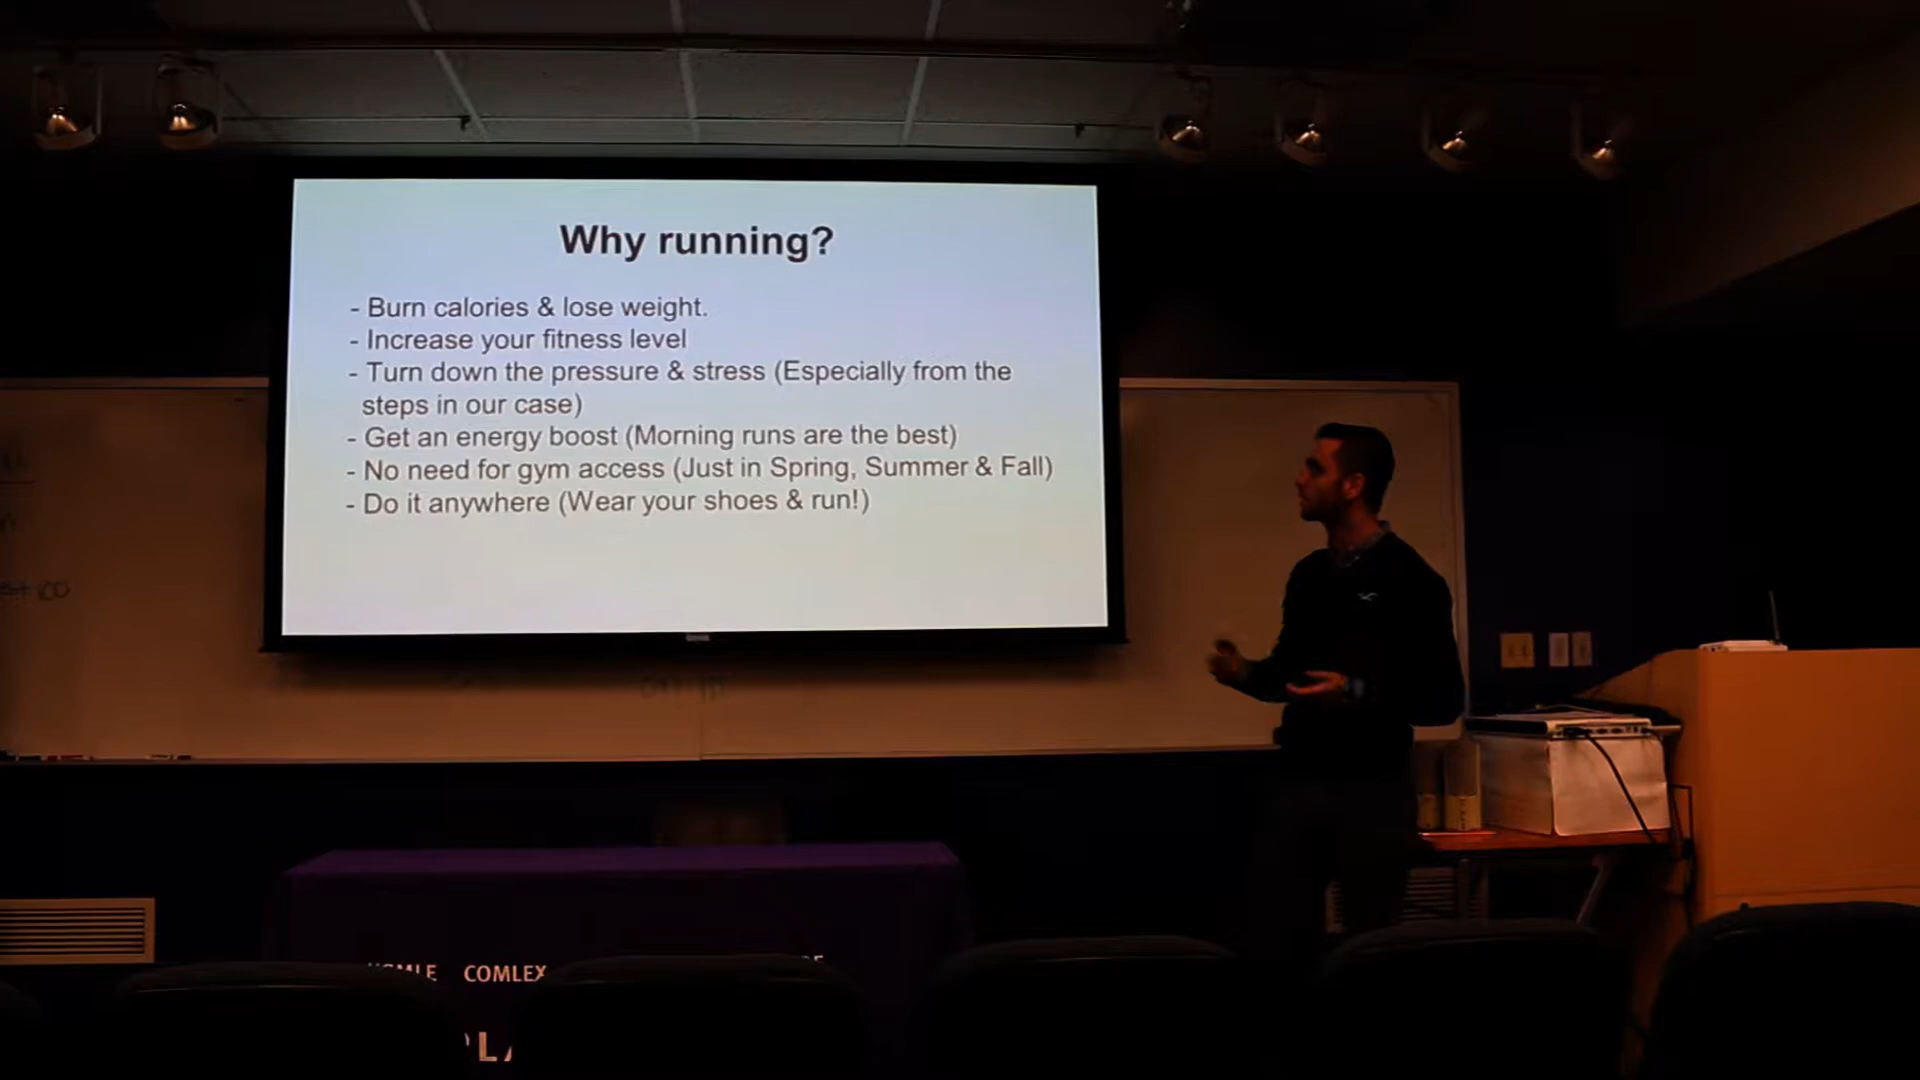 Why running?
- Burn calories & lose weight.
- Increase your fitness level
- Turn down the pressure & stress (Especially from the
steps in our case)
- Get an energy boost (Morning runs are the best)
- No need for gym access (Just in Spring, Summer & Fall)
- Do it anywhere (Wear your shoes & run!)
COMLEX